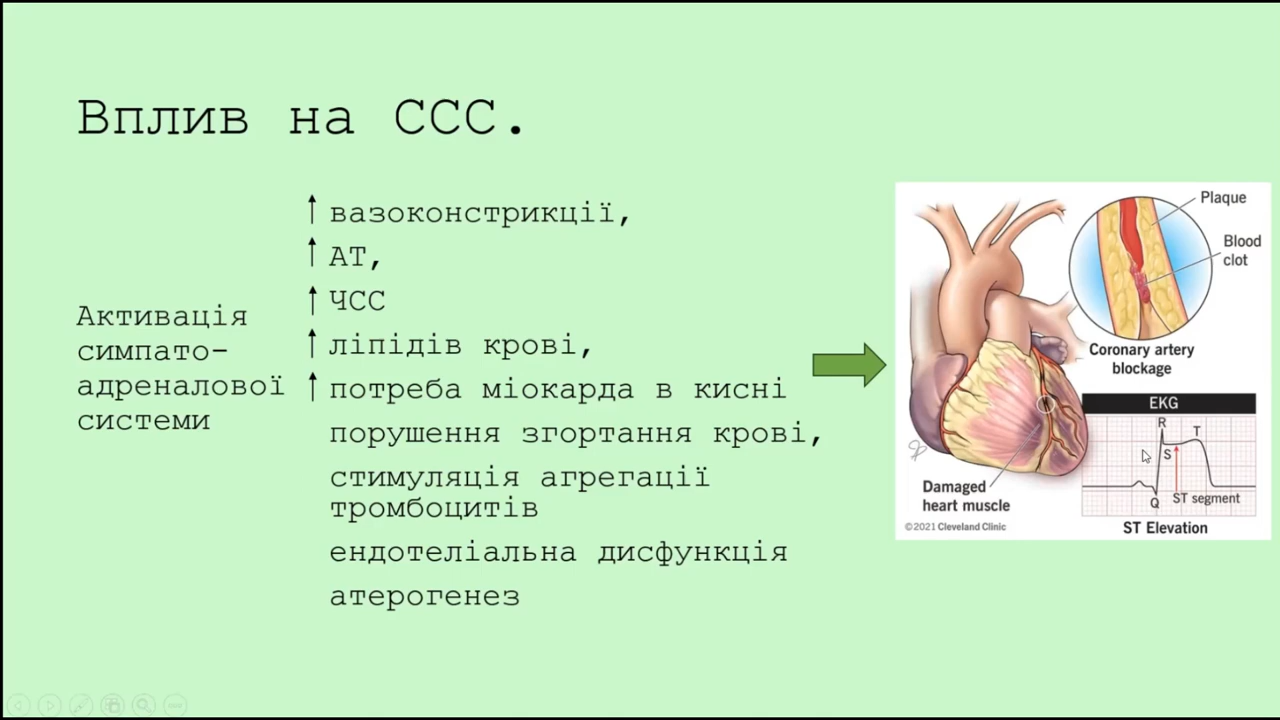 Вплив на ССС.
Активація
симпато-
адреналової
системи
↑ вазоконстрикції,
↑ АТ,
↑ ЧСС
↑ ліпідів крові,
↑ потреба міокарда в кисні
порушення згортання крові,
стимуляція агрегації
тромбоцитів
ендотеліальна дисфункція
атерогенез
Plaque
Blood
clot
Coronary artery
blockage
EKG
R
T
S
Q
ST segment
ST Elevation
Damaged
heart muscle
©2021 Cleveland Clinic